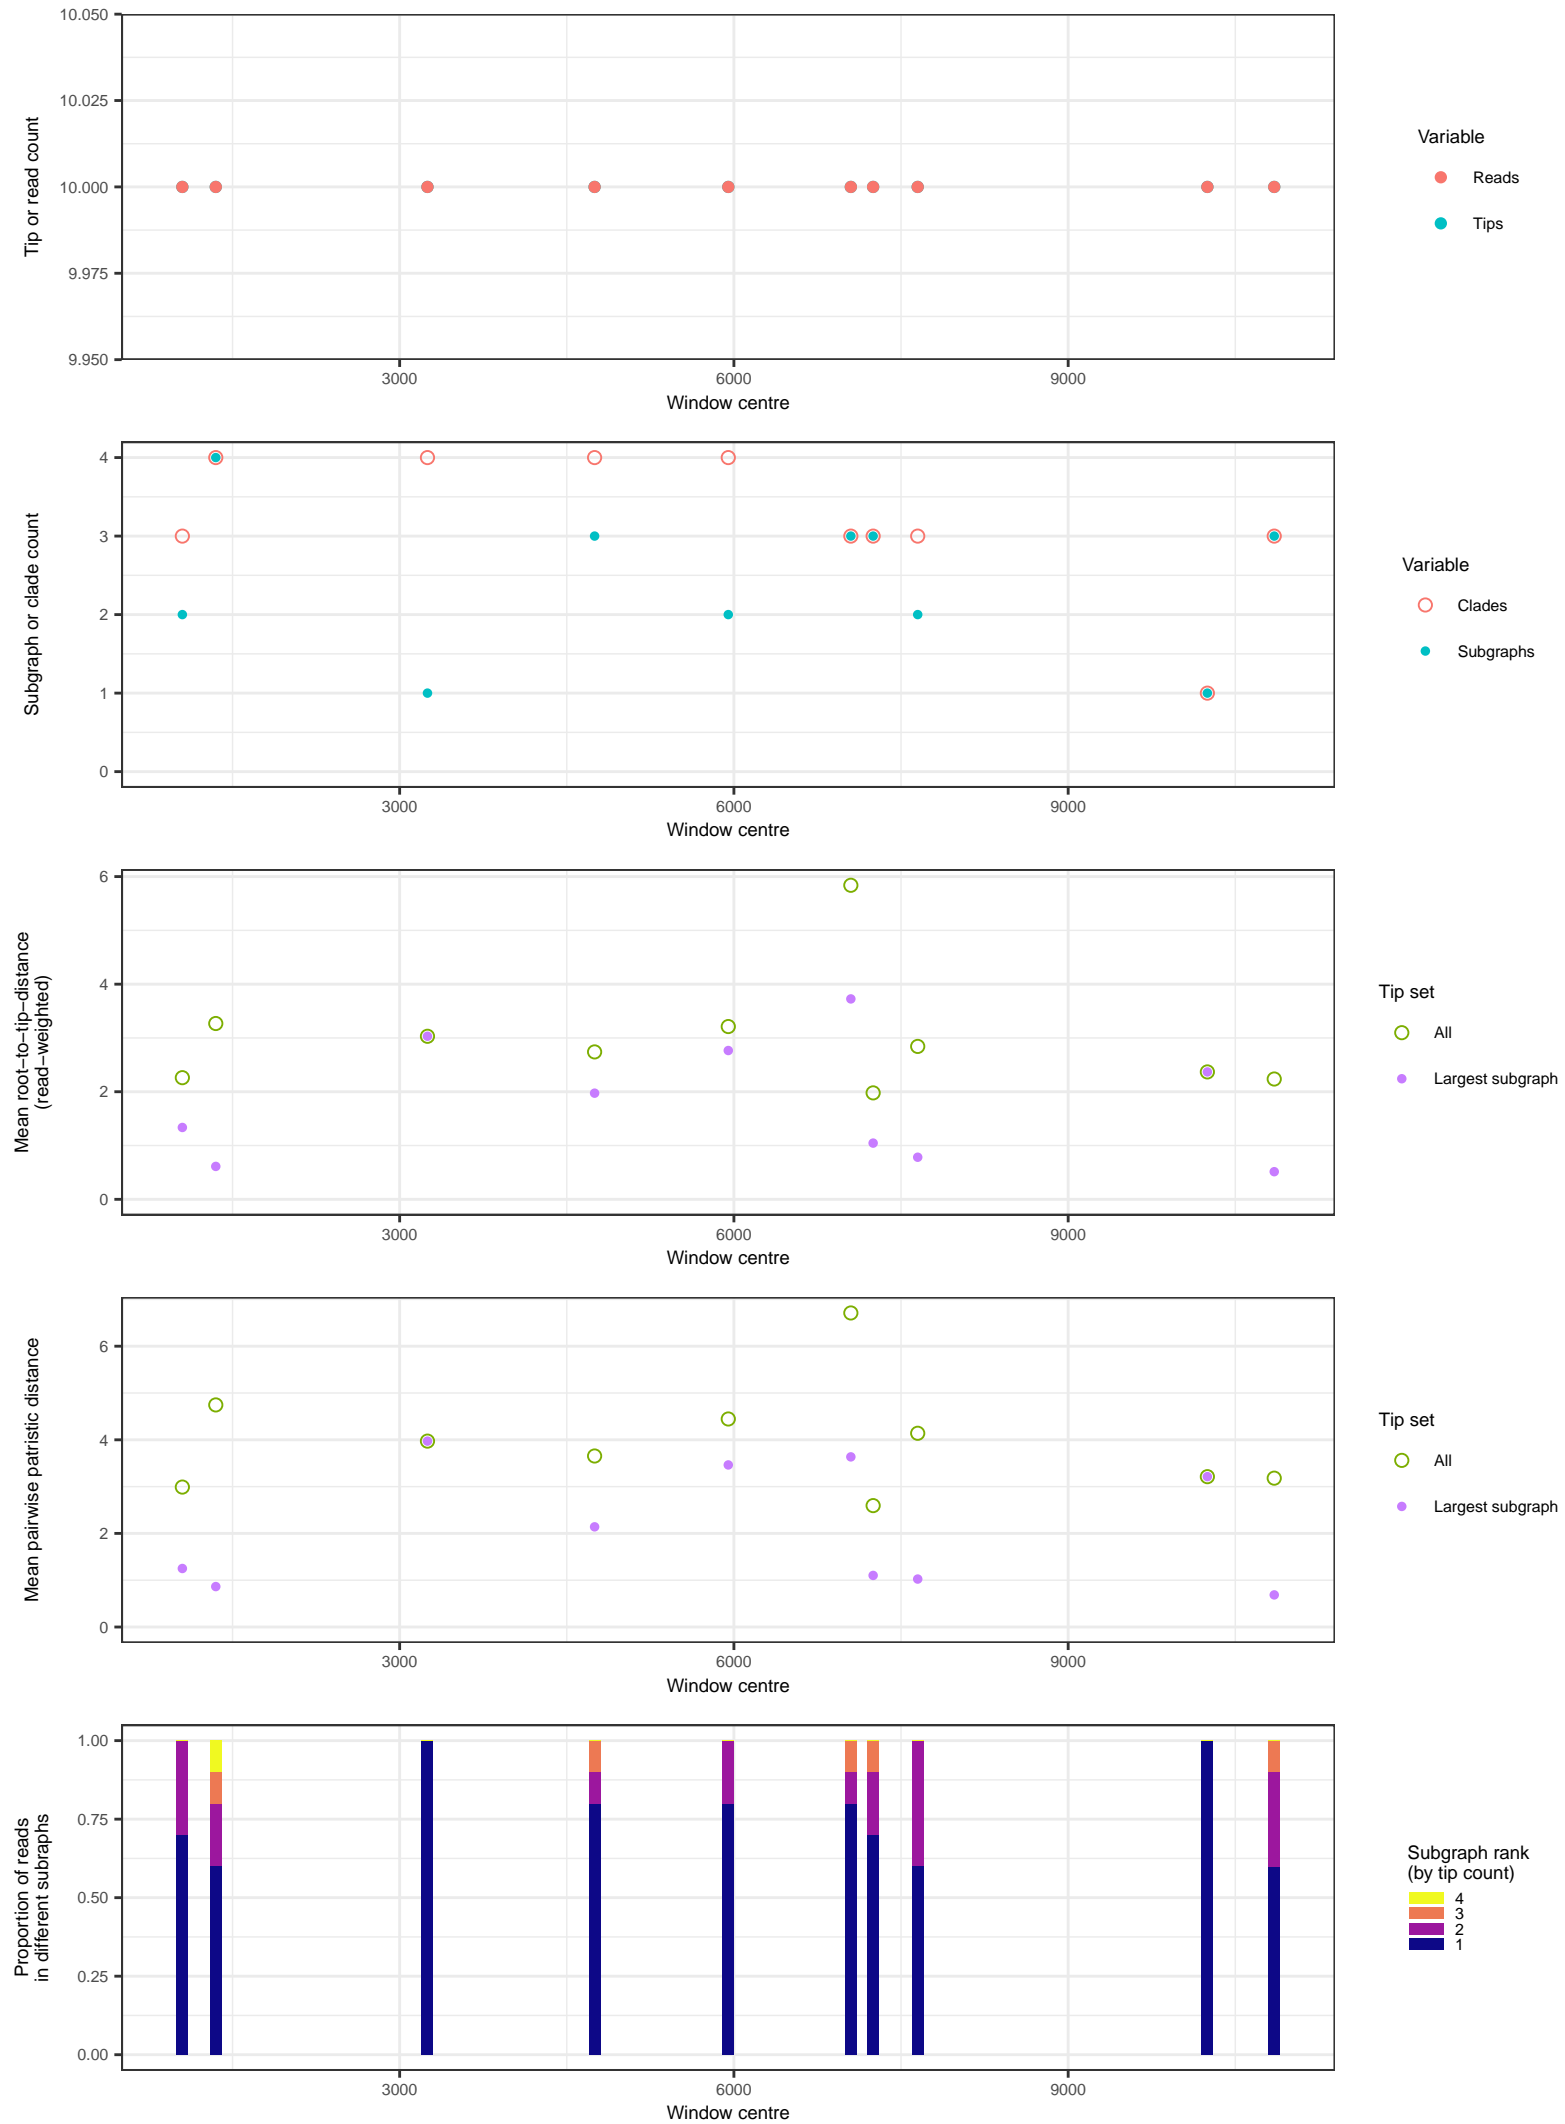 10.050
10.025
10.000
9.975
9.950
Tip or read count
3000
6000
9000
Window centre
Variable
Reads
Tips
4
3
2
1
0
Subgraph or clade count
3000
6000
9000
Window centre
Variable
Clades
Subgraphs
6
4
2
0
Mean root−to−tip−distance
(read−weighted)
3000
6000
9000
Window centre
Tip set
All
Largest subgraph
6
4
2
0
Mean pairwise patristic distance
3000
6000
9000
Window centre
Tip set
All
Largest subgraph
1.00
0.75
0.50
0.25
0.00
Proportion of reads
in different subraphs
3000
6000
9000
Window centre
Subgraph rank
(by tip count)
4
3
2
1